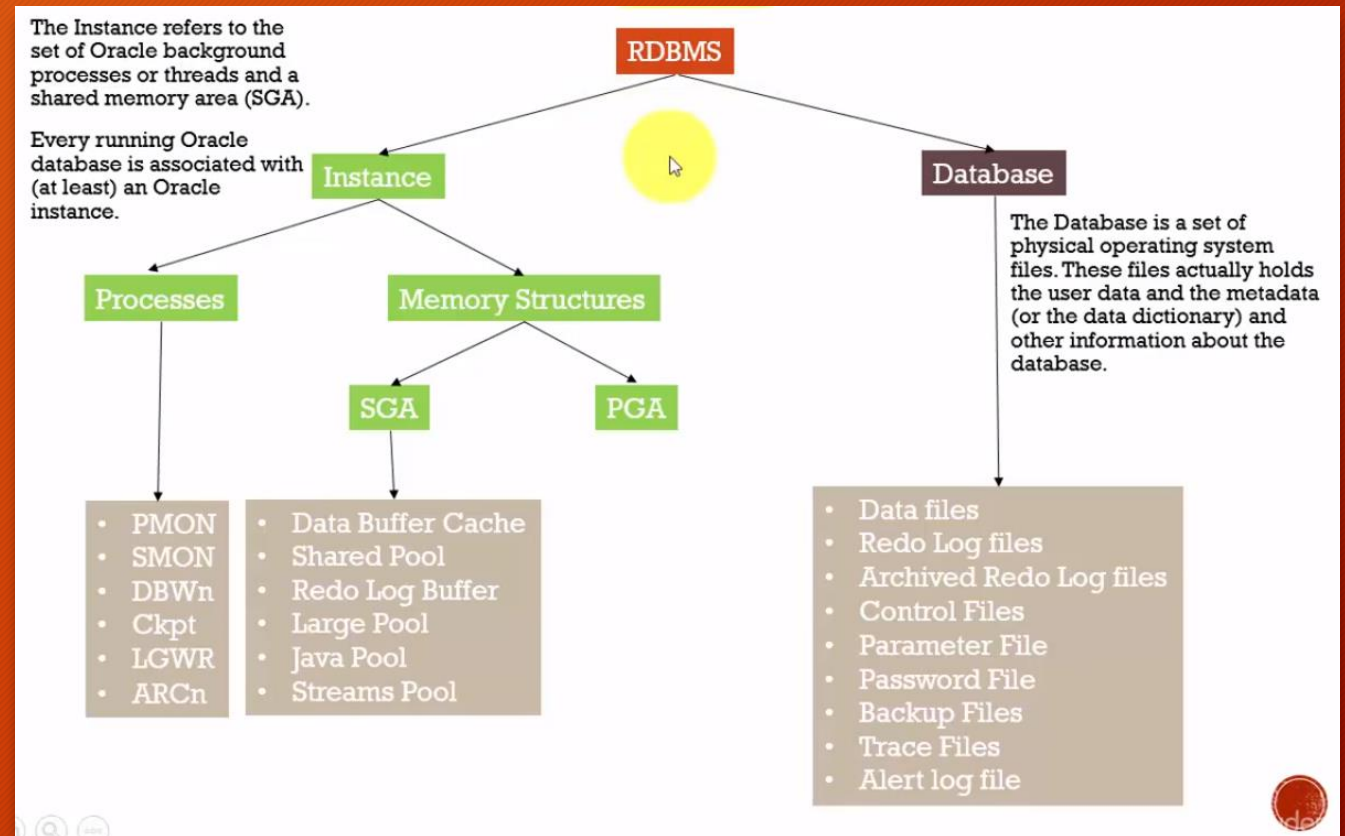 The Instance refers to the
set of Oracle background
processes or threads and a
shared memory area (SGA).
Every running Oracle
database is associated with
(at least) an Oracle
instance.
RDBMS
Instance
Database
The Database is a set of
physical operating system
files. These files actually holds
the user data and the metadata
(or the data dictionary) and
other information about the
database.
Processes
Memory Structures
SGA
PGA
• PMON
• SMON
• DBWn
• Ckpt
• LGWR
• ARCn
• Data Buffer Cache
• Shared Pool
• Redo Log Buffer
• Large Pool
• Java Pool
• Streams Pool
• Data files
• Redo Log files
• Archived Redo Log files
• Control Files
• Parameter File
• Password File
• Backup Files
• Trace Files
• Alert log file